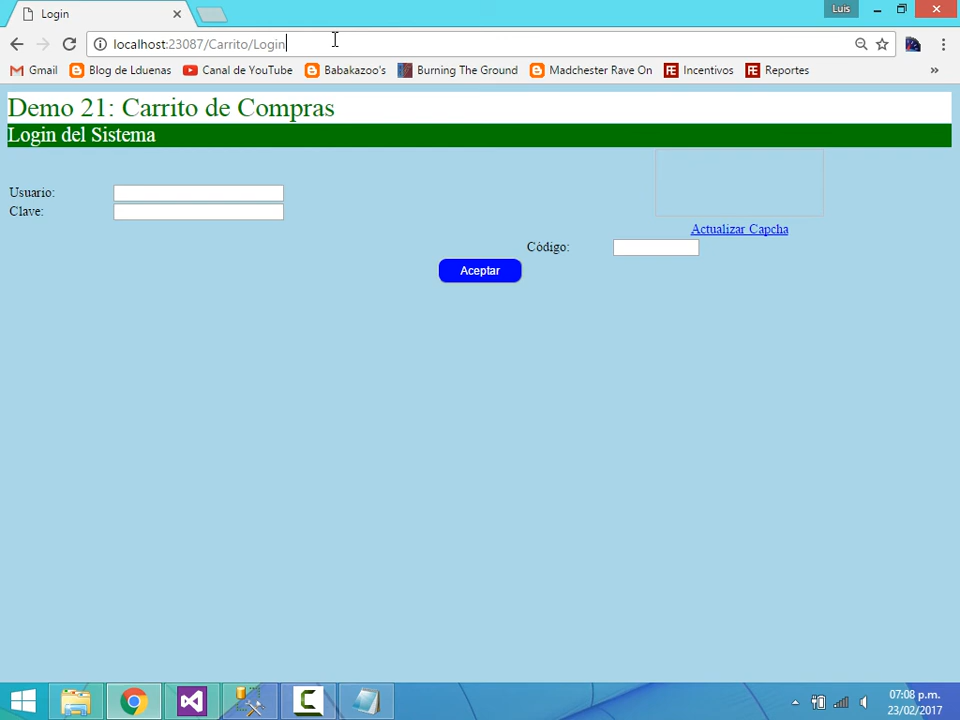 Login
Luis
localhost:23087/Carrito/Login
Gmail
Blog de Lduenas
Canal de YouTube
Babakazoo's
Burning The Ground
Madchester Rave On
Incentivos
Reportes
»
Demo 21: Carrito de Compras
Login del Sistema
Usuario:
Clave:
Actualizar Capcha
Código:
Aceptar
07:08 p.m.
23/02/2017